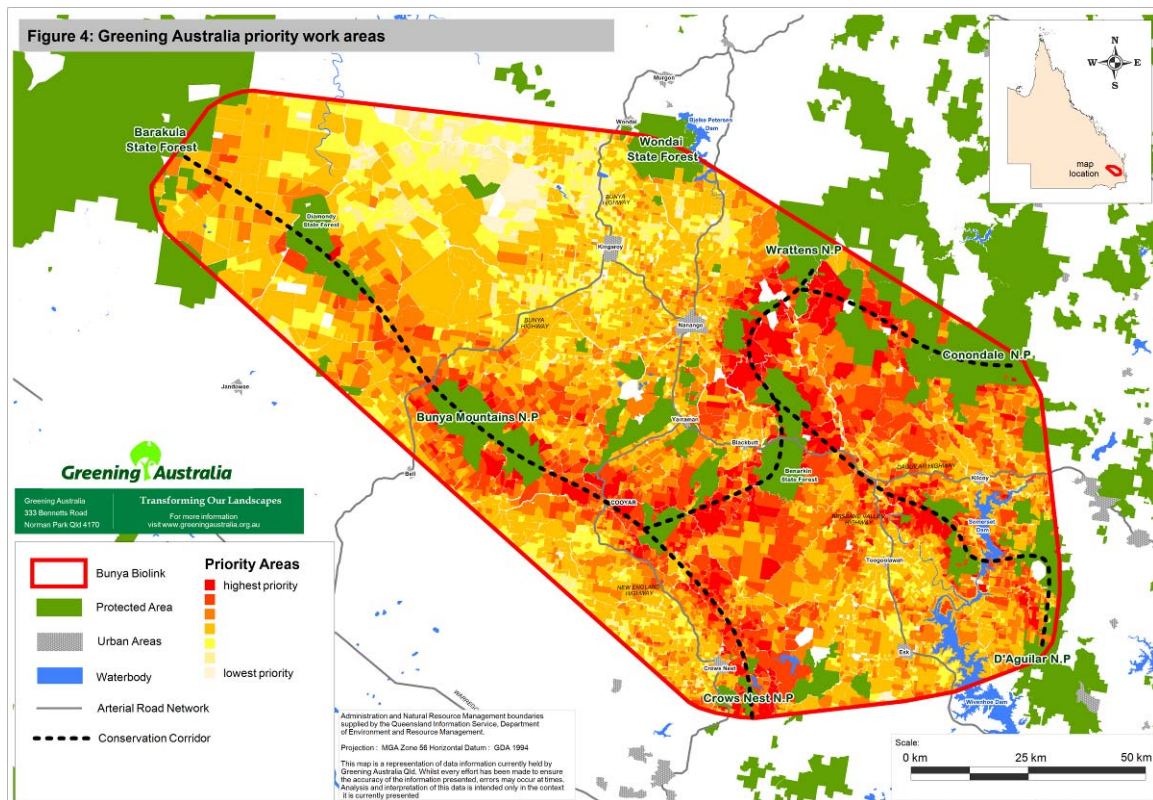 Figure 4: Greening Australia priority work areas
N
W
E
S
map
location
Murgon
Wondai
Bjelke Petersen
Dam
Wondai
State Forest
Barakula
State Forest
BUNYA
HIGHWAY
Diamondy
State Forest
Kingaroy
Wrattens N.P
BUNYA
HIGHWAY
Nanango
Conondale N.P
Jandowae
Bunya Mountains N.P
Yarraman
Blackbutt
Benarkin
State Forest
DAGUILAR HIGHWAY
Kilcoy
Bell
COOYAR
BRISBANE VALLEY
HIGHWAY
Somerset
Dam
Toogoolawah
NEW ENGLAND
HIGHWAY
Esk
D'Aguilar N.P
Crows Nest
Crows Nest N.P
Wivenhoe Dam
WARREGO
Greening Australia
Greening Australia
333 Bennetts Road
Norman Park Qld 4170
Transforming Our Landscapes
For more information
visit www.greeningaustralia.org.au
Bunya Biolink
Protected Area
Urban Areas
Waterbody
Arterial Road Network
Conservation Corridor
Priority Areas
highest priority
lowest priority
Administration and Natural Resource Management boundaries
supplied by the Queensland Information Service, Department
of Environment and Resource Management.
Projection : MGA Zone 56 Horizontal Datum : GDA 1994
This map is a representation of data information currently held by
Greening Australia Qld. Whilst every effort has been made to ensure
the accuracy of the information presented, errors may occur at times.
Analysis and interpretation of this data is intended only in the context
it is currently presented
Scale:
0 km 25 km 50 km